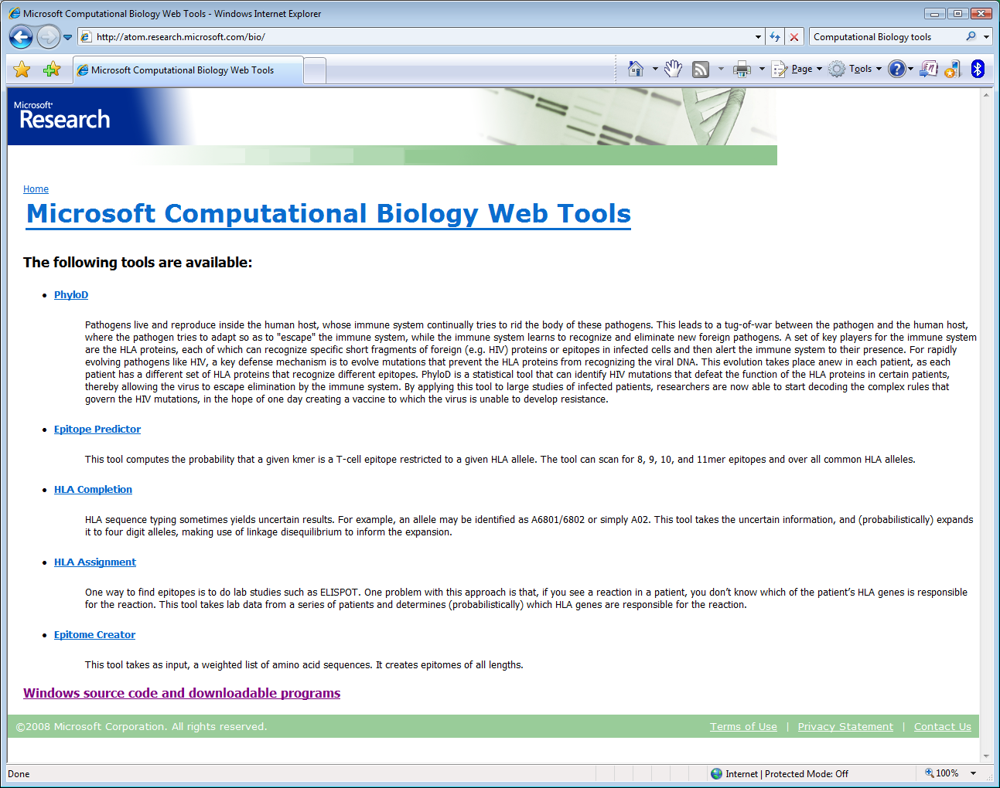 Microsoft Computational Biology Web Tools - Windows Internet Explorer
http://atom.research.microsoft.com/bio/
Computational Biology tools
Microsoft Computational Biology Web Tools
Page
Tools
Microsoft®
Research
Home
Microsoft Computational Biology Web Tools
The following tools are available:
• PhyloD
Pathogens live and reproduce inside the human host, whose immune system continually tries to rid the body of these pathogens. This leads to a tug-of-war between the pathogen and the human host,
where the pathogen tries to adapt so as to "escape" the immune system, while the immune system learns to recognize and eliminate new foreign pathogens. A set of key players for the immune system
are the HLA proteins, each of which can recognize specific short fragments of foreign (e.g. HIV) proteins or epitopes in infected cells and then alert the immune system to their presence. For rapidly
evolving pathogens like HIV, a key defense mechanism is to evolve mutations that prevent the HLA proteins from recognizing the viral DNA. This evolution takes place anew in each patient, as each
patient has a different set of HLA proteins that recognize different epitopes. PhyloD is a statistical tool that can identify HIV mutations that defeat the function of the HLA proteins in certain patients,
thereby allowing the virus to escape elimination by the immune system. By applying this tool to large studies of infected patients, researchers are now able to start decoding the complex rules that
govern the HIV mutations, in the hope of one day creating a vaccine to which the virus is unable to develop resistance.
• Epitope Predictor
This tool computes the probability that a given kmer is a T-cell epitope restricted to a given HLA allele. The tool can scan for 8, 9, 10, and 11mer epitopes and over all common HLA alleles.
• HLA Completion
HLA sequence typing sometimes yields uncertain results. For example, an allele may be identified as A6801/6802 or simply A02. This tool takes the uncertain information, and (probabilistically) expands
it to four digit alleles, making use of linkage disequilibrium to inform the expansion.
• HLA Assignment
One way to find epitopes is to do lab studies such as ELISPOT. One problem with this approach is that, if you see a reaction in a patient, you don’t know which of the patient’s HLA genes is responsible
for the reaction. This tool takes lab data from a series of patients and determines (probabilistically) which HLA genes are responsible for the reaction.
• Epitome Creator
This tool takes as input, a weighted list of amino acid sequences. It creates epitomes of all lengths.
Windows source code and downloadable programs
©2008 Microsoft Corporation. All rights reserved.
Terms of Use | Privacy Statement | Contact Us
Done
Internet | Protected Mode: Off
100%